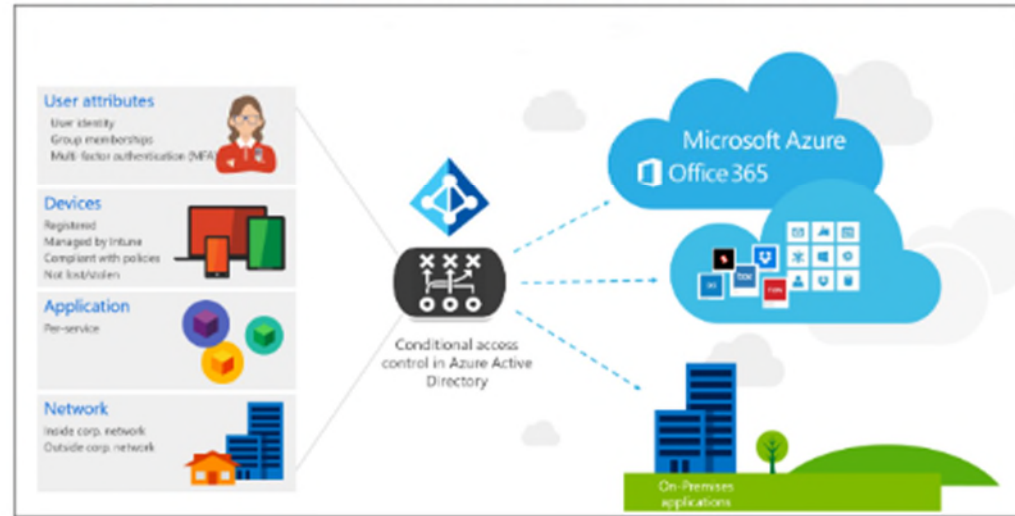 User attributes
User identity
Group memberships
Multi-factor authentication (MFA)
Devices
Registered
Managed by Intune
Compliant with policies
Not lost/stolen
Application
Per-service
Network
Inside corp. network
Outside corp. network
Conditional access
control in Azure Active
Directory
Microsoft Azure
Office 365
box
On-Premises
applications